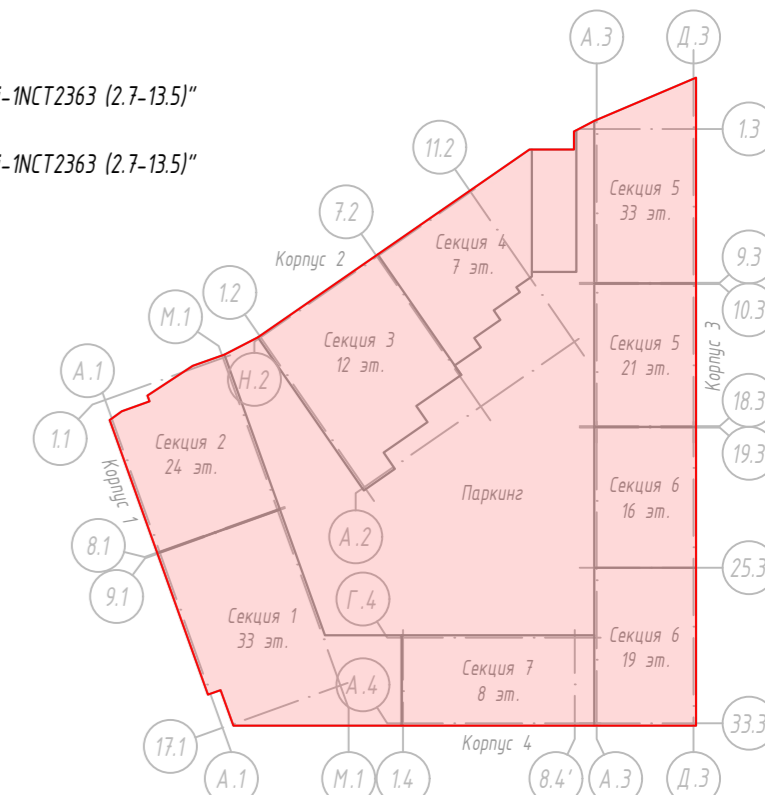 А.3
Д.3
-1NCT2363 (2.7-13.5)"
1.3
11.2
-1NCT2363 (2.7-13.5)"
Секция 5
33 эт.
7.2
Секция 4
7 эт.
Корпус 2
9.3
1.2
10.3
М.1
Секция 3
12 эт.
Секция 5
21 эт.
Корпус 3
А.1
Н.2
18.3
1.1
Секция 2
24 эт.
19.3
Корпус 1
Паркинг
Секция 6
16 эт.
8.1
А.2
9.1
25.3
Г.4
Секция 1
33 эт.
Секция 6
19 эт.
Секция 7
8 эт.
А.4
33.3
17.1
Корпус 4
А.1
М.1
1.4
8.4'
А.3
Д.3